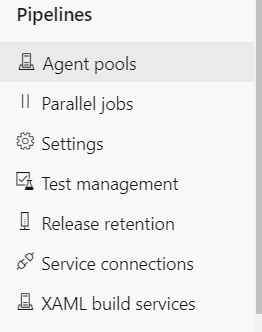 Pipelines
Agent pools
Parallel jobs
Settings
Test management
Release retention
Service connections
XAML build services